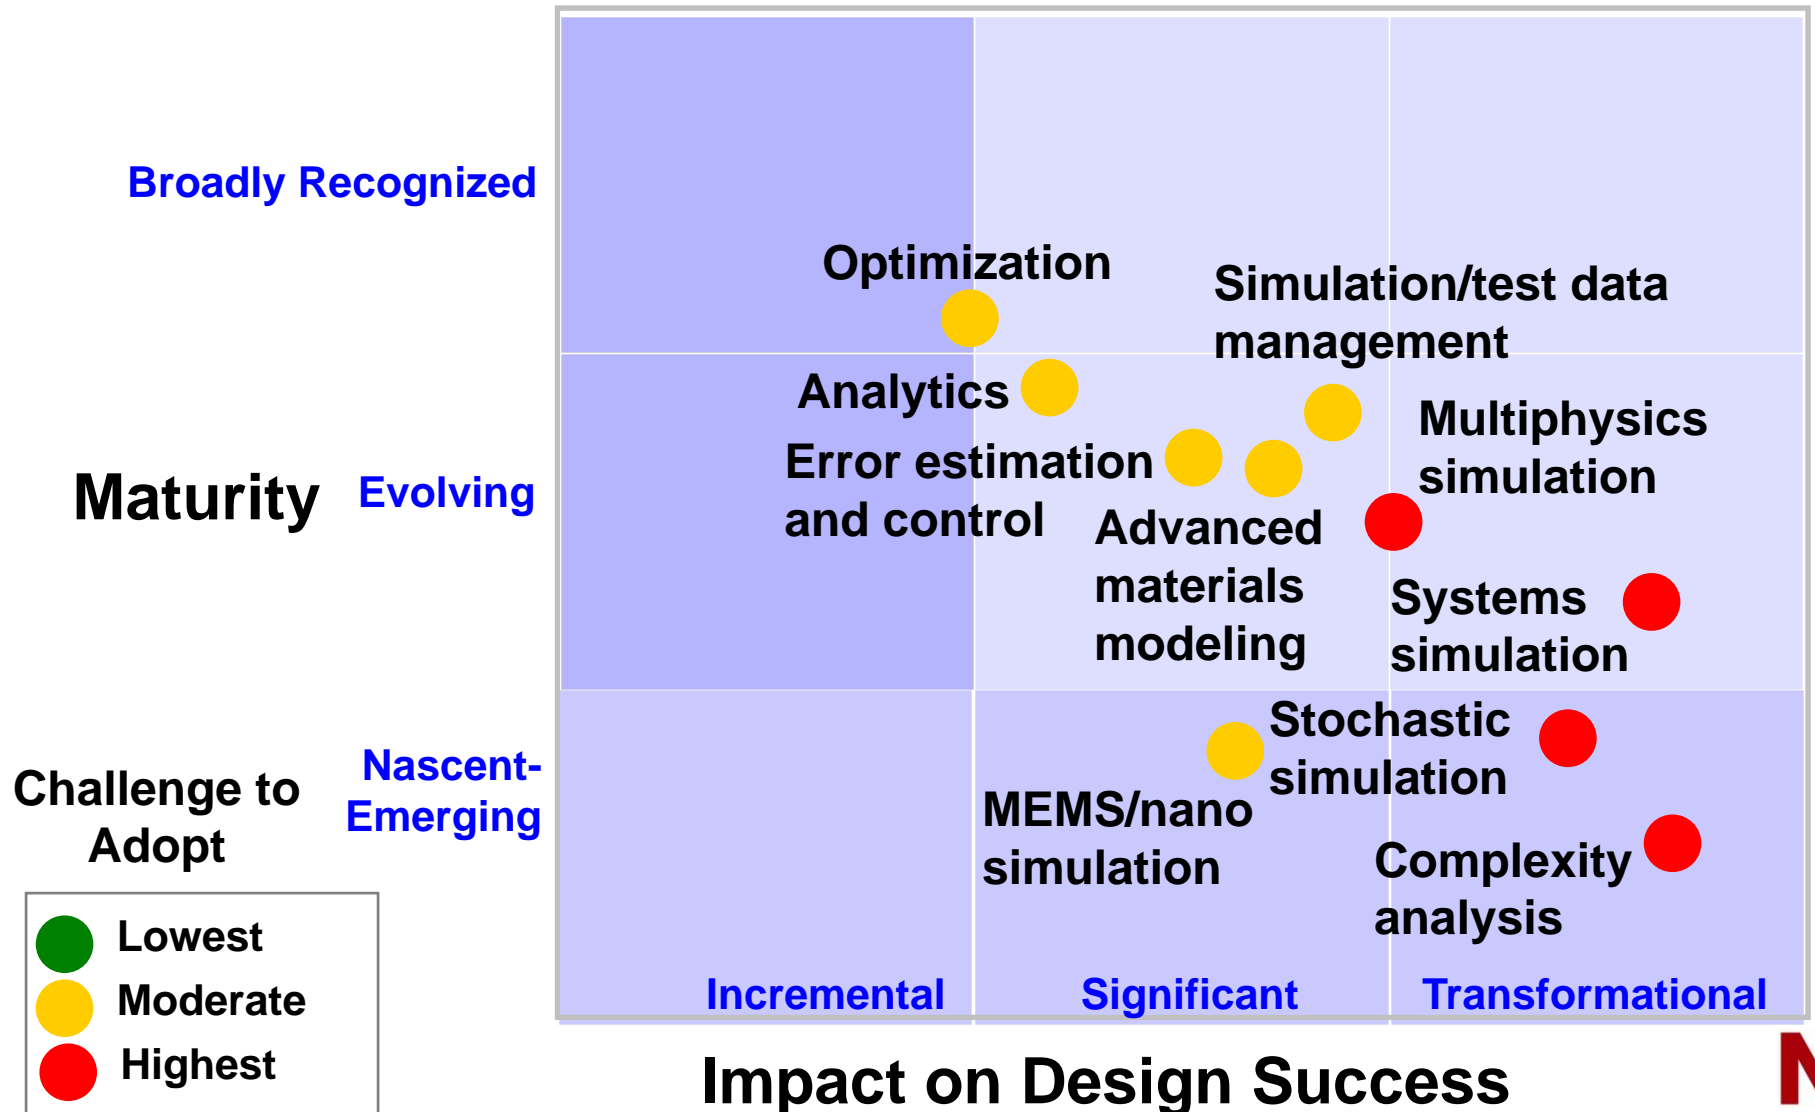 Broadly Recognized
Optimization
Simulation/test data
management
Analytics
Multiphysics
simulation
Error estimation
and control
Maturity
Evolving
Advanced
materials
modeling
Systems
simulation
Stochastic
simulation
Nascent-
Emerging
Challenge to
Adopt
MEMS/nano
simulation
Complexity
analysis
Lowest
Moderate
Highest
Incremental
Significant
Transformational
Impact on Design Success